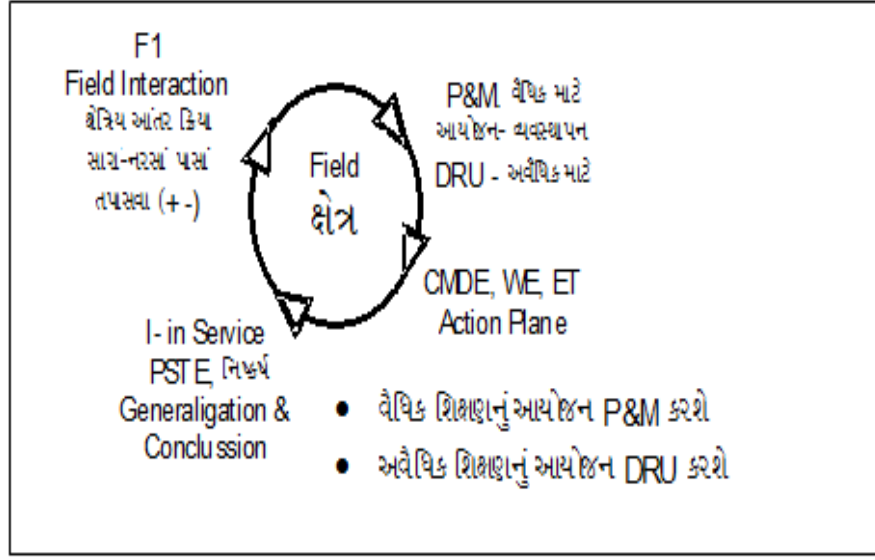 F1
Field Interaction
ક્ષેત્રિય આંતર ક્રિયા
સારાં-નરસાં પાસાં
તપાસવા (+ -)
P&M વૈધિક માટે
આયોજન- વ્યવસ્થાપન
DRU - અવૈધિક માટે
Field
ક્ષેત્ર
CMDE, WE, ET
Action Plane
I- in Service
PSTE, નિષ્કર્ષ
Generaligation &
Conclussion
● વૈધિક શિક્ષણનું આયોજન P&M કરશે
● અવૈધિક શિક્ષણનું આયોજન DRU કરશે